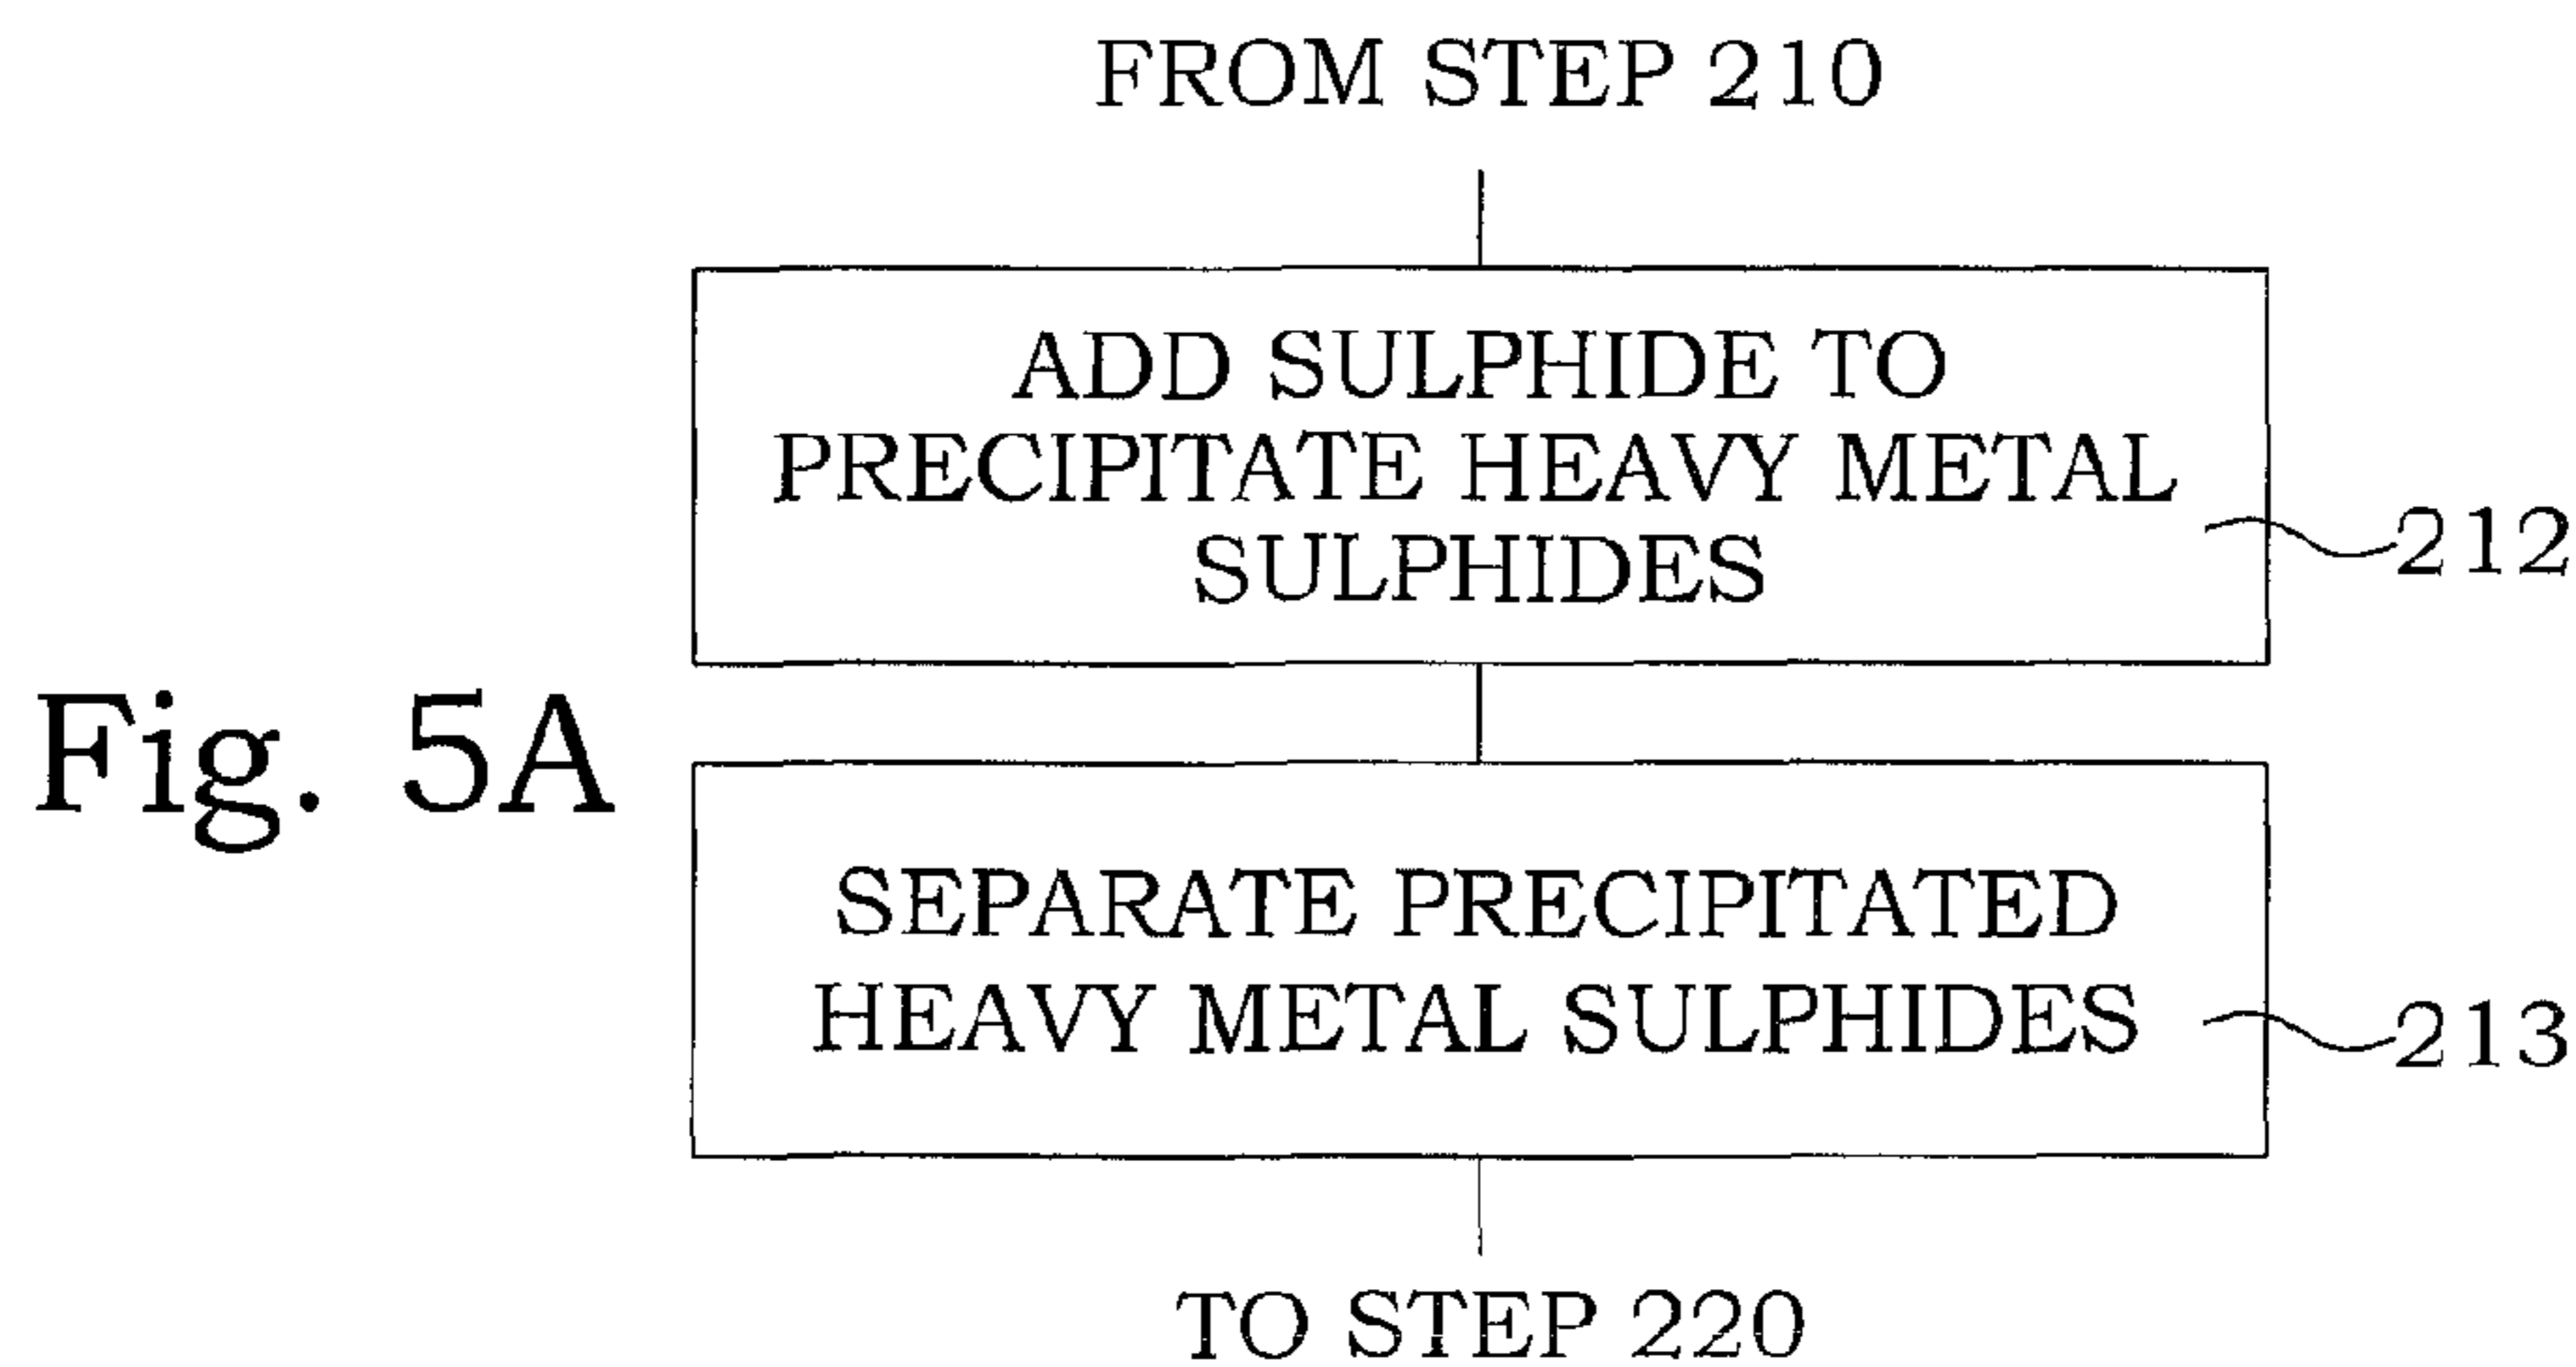 FROM STEP 210
ADD SULPHIDE TO
PRECIPITATE HEAVY METAL
SULPHIDES
212
Fig. 5A
SEPARATE PRECIPITATED
HEAVY METAL SULPHIDES
213
TO STEP 220